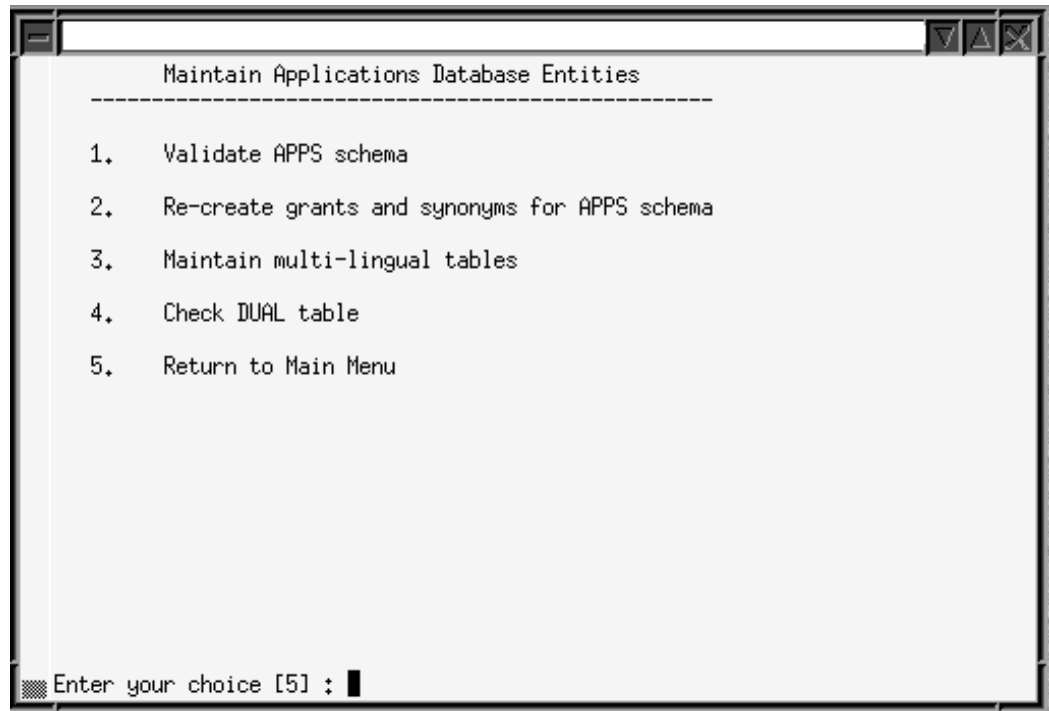 Maintain Applications Database Entities
---------------------------------------------------
1. Validate APPS schema
2. Re-create grants and synonyms for APPS schema
3. Maintain multi-lingual tables
4. Check DUAL table
5. Return to Main Menu
Enter your choice [5] :